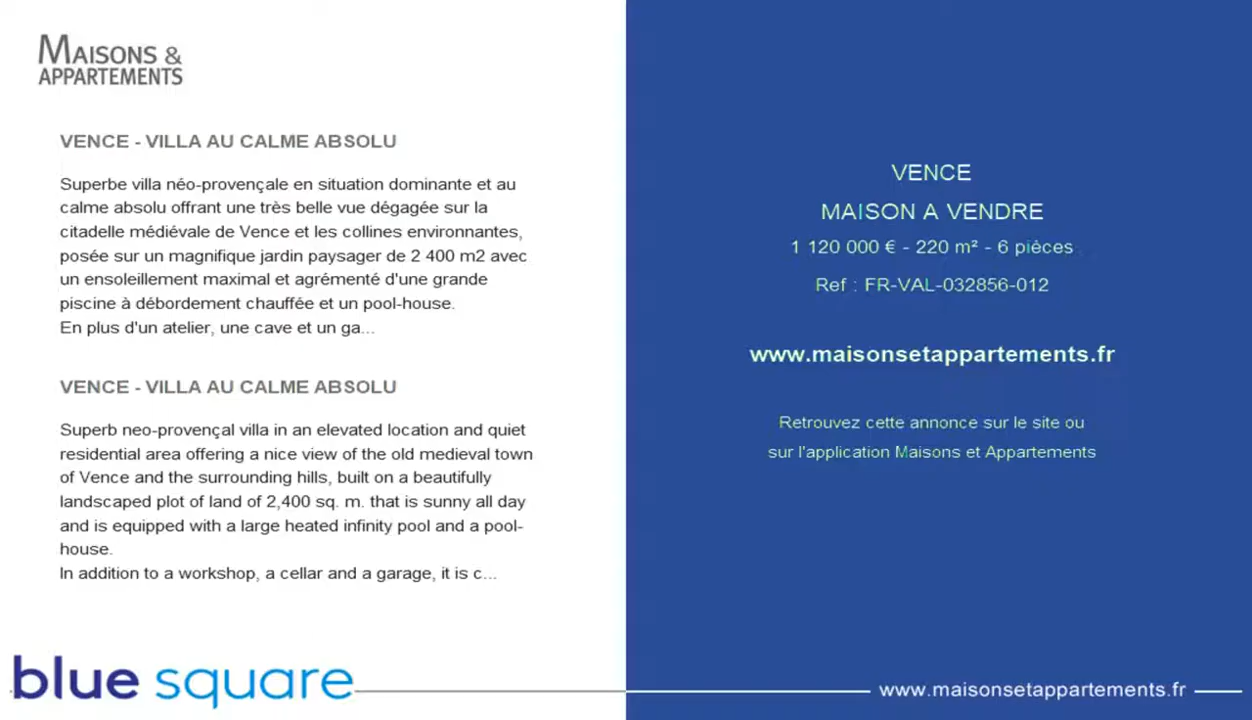 MAISONS &
APPARTEMENTS
VENCE - VILLA AU CALME ABSOLU
Superbe villa néo-provençale en situation dominante et au
calme absolu offrant une très belle vue dégagée sur la
citadelle médiévale de Vence et les collines environnantes,
posée sur un magnifique jardin paysager de 2 400 m2 avec
un ensoleillement maximal et agrémenté d'une grande
piscine à débordement chauffée et un pool-house.
En plus d'un atelier, une cave et un ga...
VENCE - VILLA AU CALME ABSOLU
Superb neo-provençal villa in an elevated location and quiet
residential area offering a nice view of the old medieval town
of Vence and the surrounding hills, built on a beautifully
landscaped plot of land of 2,400 sq. m. that is sunny all day
and is equipped with a large heated infinity pool and a pool-
house.
In addition to a workshop, a cellar and a garage, it is c...
blue square
VENCE
MAISON A VENDRE
1 120 000 € - 220 m² - 6 pièces
Ref : FR-VAL-032856-012
www.maisonsetappartements.fr
Retrouvez cette annonce sur le site ou
sur l'application Maisons et Appartements
www.maisonsetappartements.fr